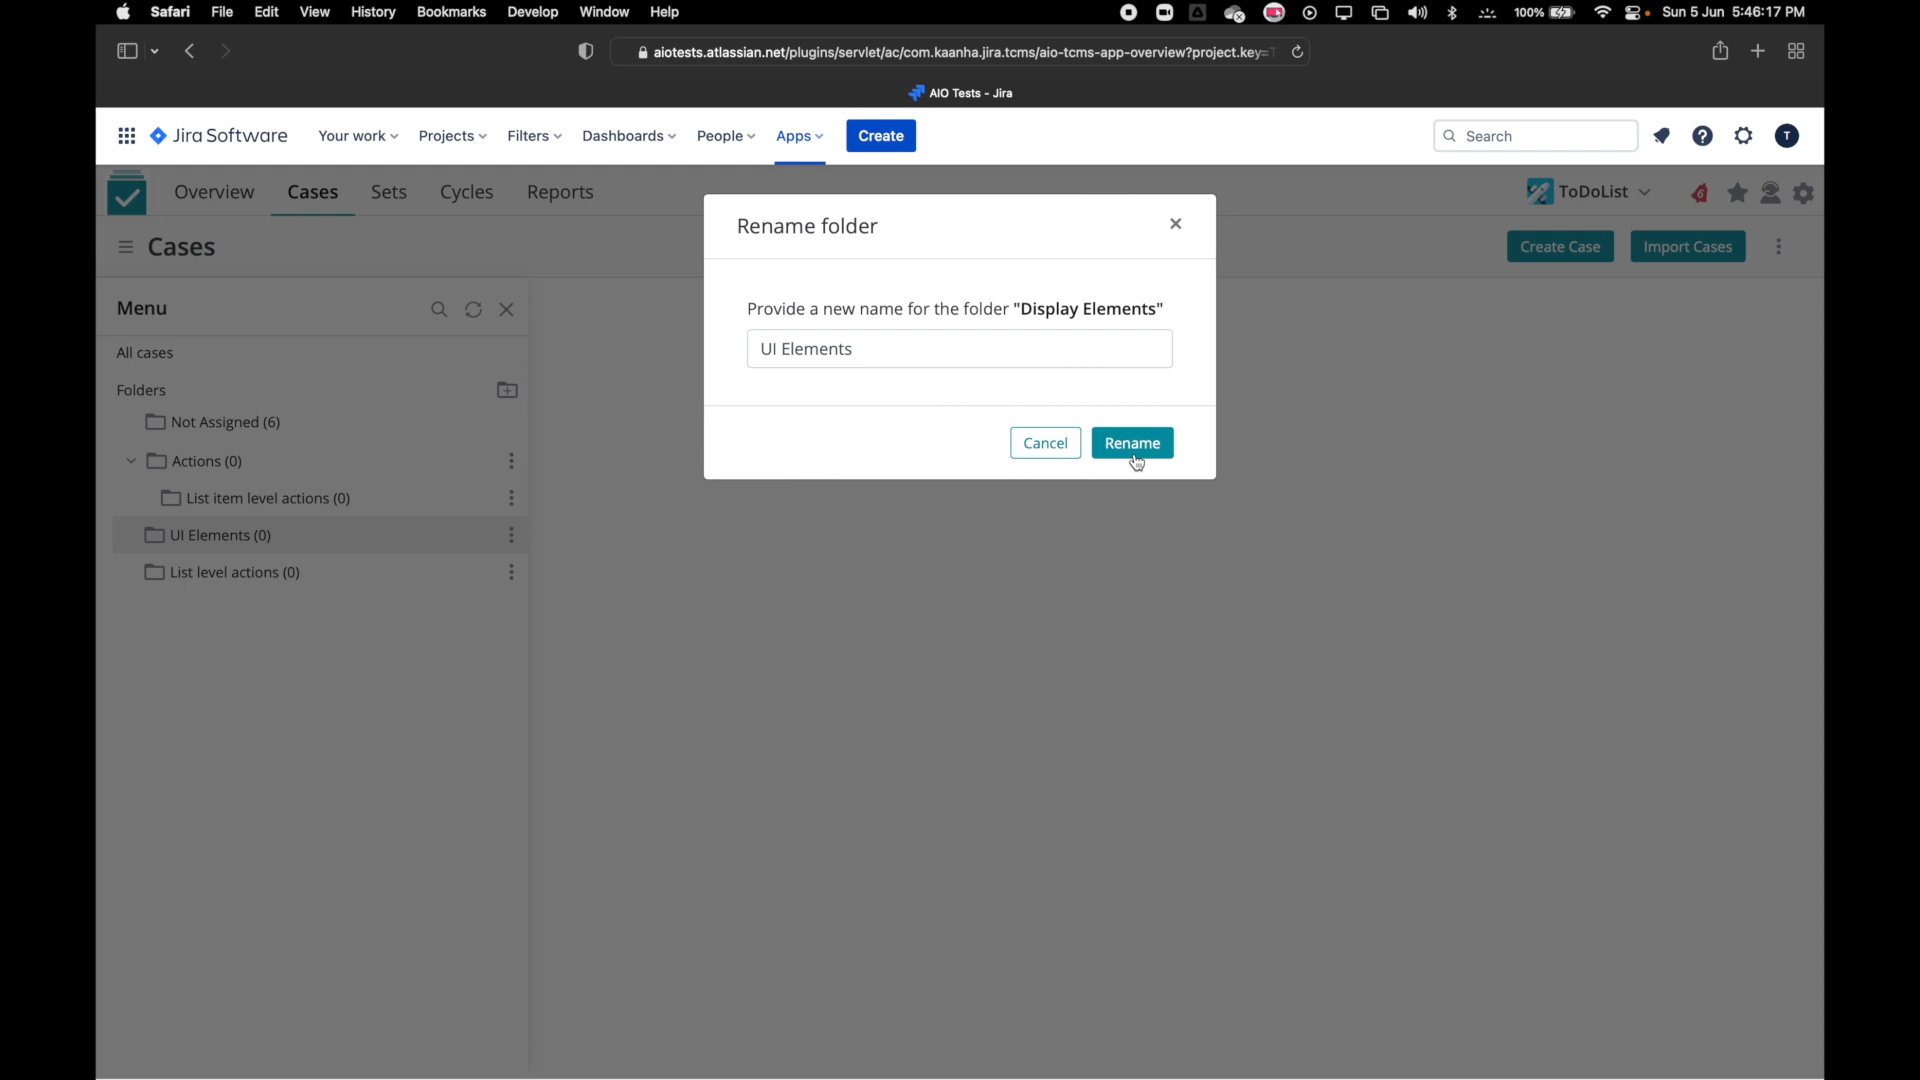 Safari File Edit View History Bookmarks Develop Window Help 100% Sun 5 Jun 5:46:17 PM
aiotests.atlassian.net/plugins/servlet/ac/com.kaanha.jira.tcms/aio-tcms-app-overview?project.key=T
AIO Tests - Jira
Jira Software Your work Projects Filters Dashboards People Apps Create Search T
Overview Cases Sets Cycles Reports ToDoList 6
Cases Create Case Import Cases
Rename folder
Provide a new name for the folder "Display Elements"
UI Elements
Cancel Rename
Menu
All cases
Folders
Not Assigned (6)
Actions (0)
List item level actions (0)
UI Elements (0)
List level actions (0)